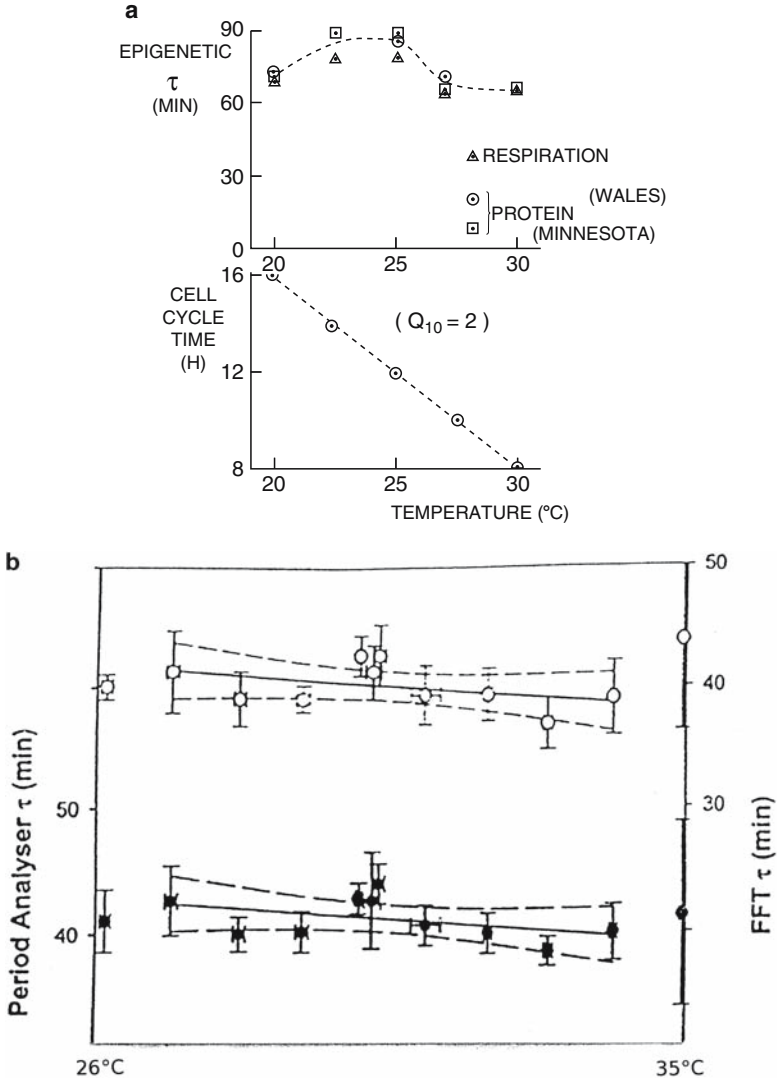 a
90
EPIGENETIC
τ
(MIN)
60
30
0
RESPIRATION
PROTEIN
(WALES)
(MINNESOTA)
20 25 30
16
CELL
CYCLE
TIME
(H)
12
8
( Q10 = 2 )
20 25 30
TEMPERATURE (°C)
b
Period Analyser τ (min)
50
40
50
40
30
FFT τ (min)
26°C 35°C